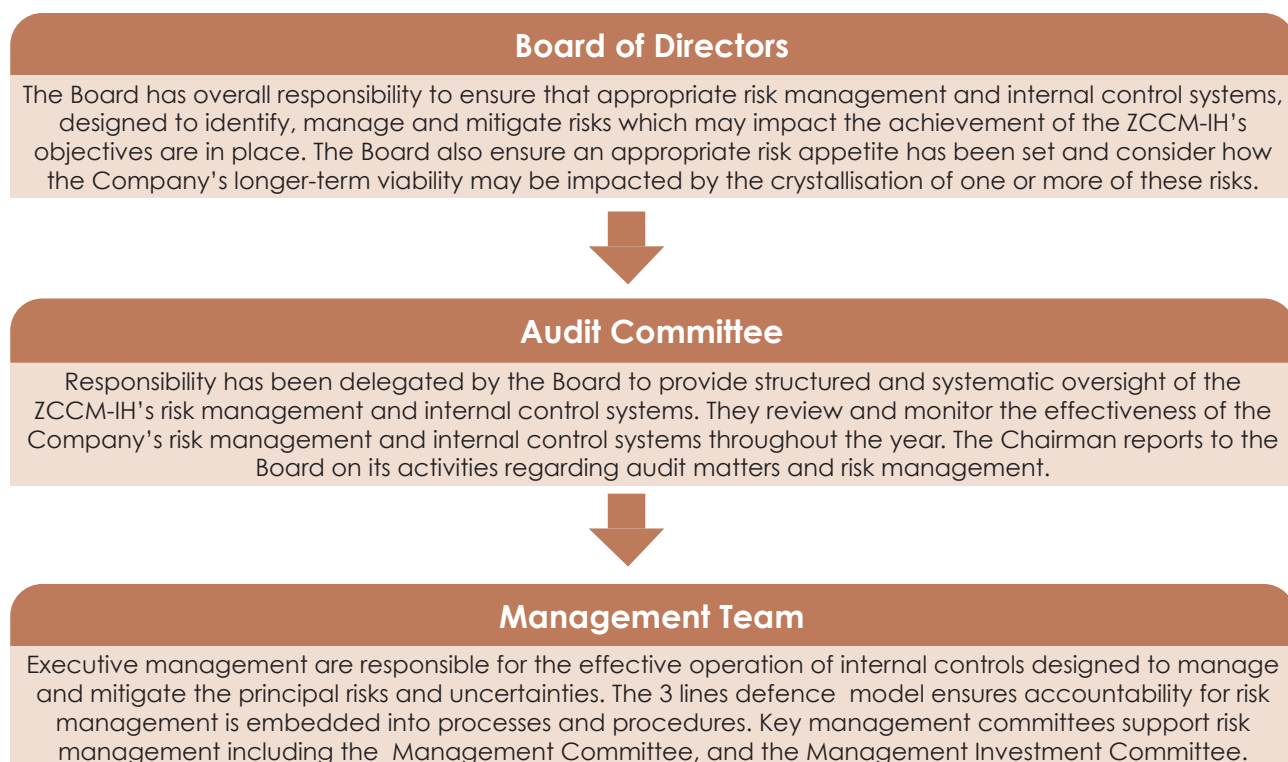 Board of Directors
The Board has overall responsibility to ensure that appropriate risk management and internal control systems,
designed to identify, manage and mitigate risks which may impact the achievement of the ZCCM-IH's
objectives are in place. The Board also ensure an appropriate risk appetite has been set and consider how
the Company's longer-term viability may be impacted by the crystallisation of one or more of these risks.
Audit Committee
Responsibility has been delegated by the Board to provide structured and systematic oversight of the
ZCCM-IH's risk management and internal control systems. They review and monitor the effectiveness of the
Company's risk management and internal control systems throughout the year. The Chairman reports to the
Board on its activities regarding audit matters and risk management.
Management Team
Executive management are responsible for the effective operation of internal controls designed to manage
and mitigate the principal risks and uncertainties. The 3 lines defence model ensures accountability for risk
management is embedded into processes and procedures. Key management committees support risk
management including the Management Committee, and the Management Investment Committee.